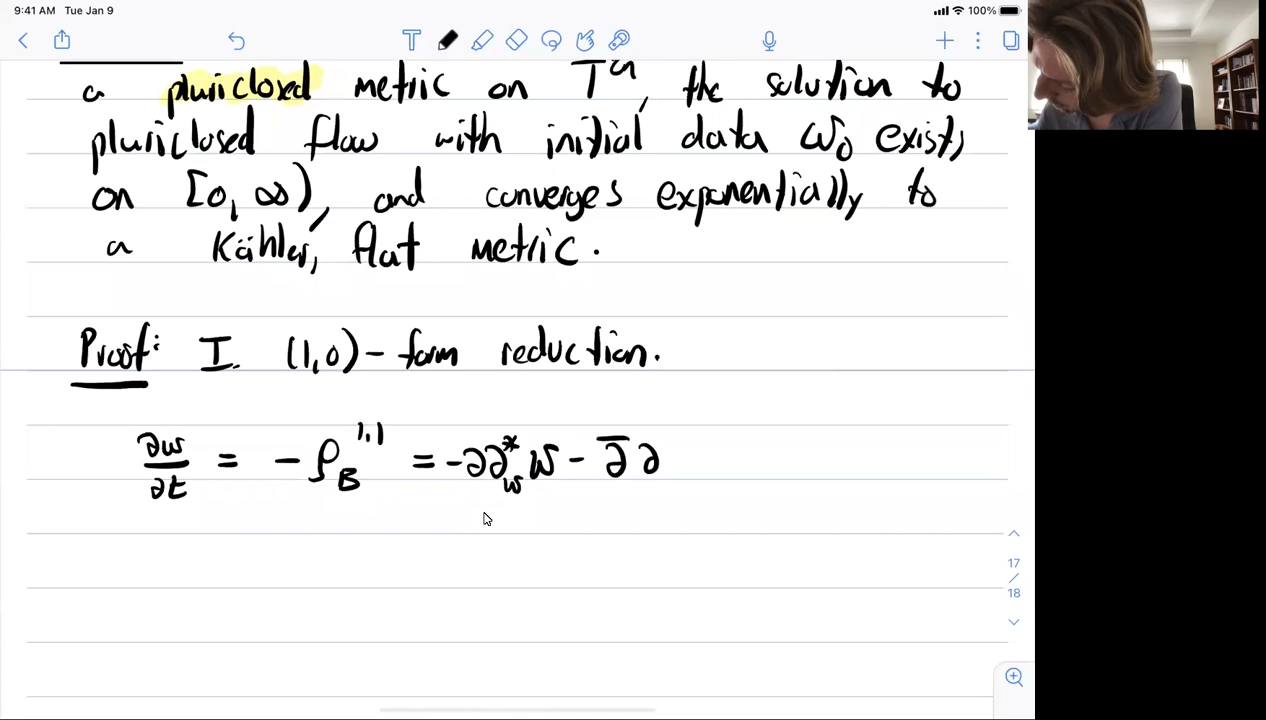 9:41 AM Tue Jan 9
100%
a pluriclosed metric on Tⁿ, the solution to
pluriclosed flow with initial data ω₀ exists
on [0, ∞), and converges exponentially to
a Kähler, flat metric.
Proof: I. (1,0)-form reduction.
∂ω/∂t = -ρ_B^{1,1} = -∂∂*_ω ω - ∂̄∂
17
/
18